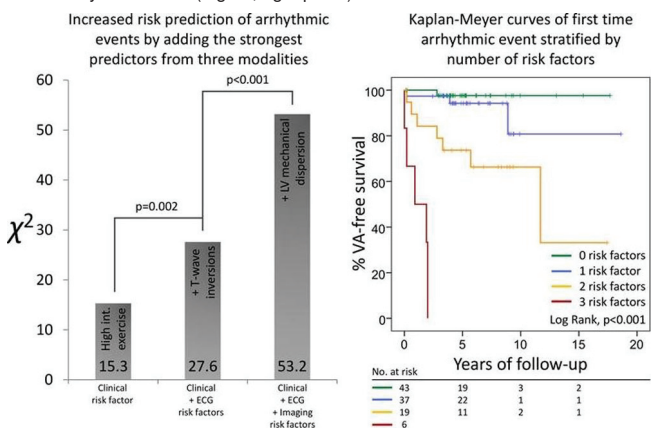 Increased risk prediction of arrhythmic
events by adding the strongest
predictors from three modalities
p<0.001
p=0.002
χ2
60
50
40
30
20
10
0
High int.
exercise
15.3
+ T-wave
inversions
27.6
+ LV mechanical
dispersion
53.2
Clinical
risk factor
Clinical
+ ECG
risk factors
Clinical
+ ECG
+ Imaging
risk factors
Kaplan-Meyer curves of first time
arrhythmic event stratified by
number of risk factors
% VA-free survival
100
80
60
40
20
0
0 risk factors
1 risk factor
2 risk factors
3 risk factors
Log Rank, p<0.001
0 5 10 15 20
Years of follow-up
No. at risk
43 19 3 2
37 22 1 1
19 11 2 1
6